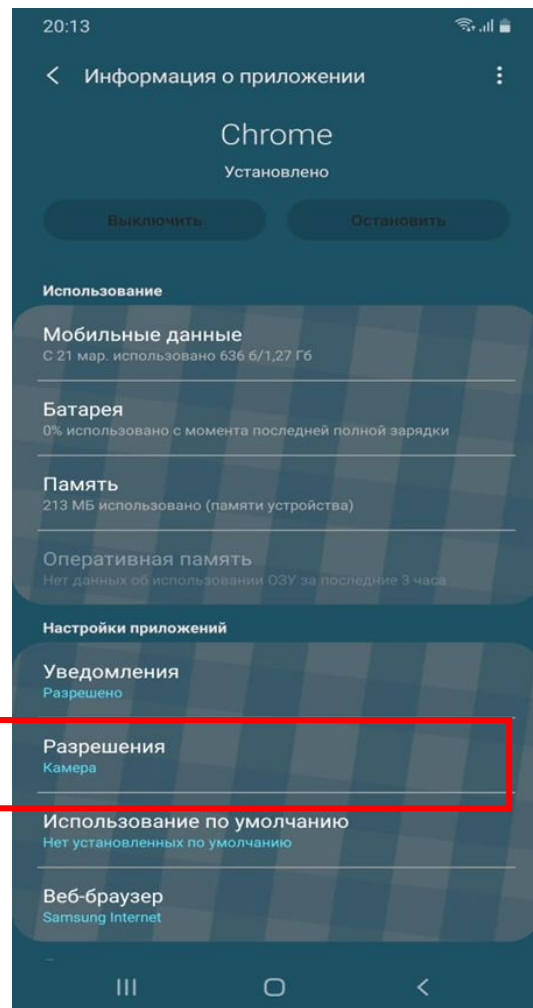 20:13
Информация о приложении
Chrome
Установлено
Выключить
Остановить
Использование
Мобильные данные
С 21 мар. использовано 636 б/1,27 Гб
Батарея
0% использовано с момента последней полной зарядки
Память
213 МБ использовано (памяти устройства)
Оперативная память
Нет данных об использовании ОЗУ за последние 3 часа
Настройки приложений
Уведомления
Разрешено
Разрешения
Камера
Использование по умолчанию
Нет установленных по умолчанию
Веб-браузер
Samsung Internet